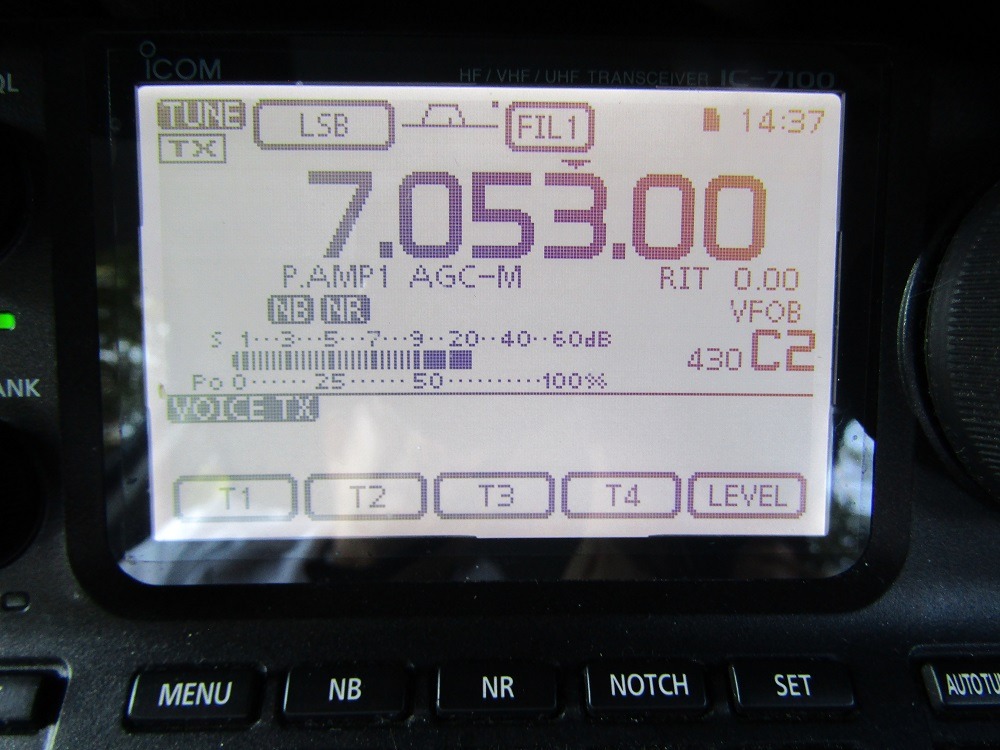 QL
ICOM
HF/VHF/UHF TRANSCEIVER IC-7100
TUNE LSB FIL1 14:37
TX
7.053.00
P.AMP1 AGC-M RIT 0.00
NB NR VFOB
S 1···3···5···7···9···20··40··60dB
430 C2
Po 0······25······50·········100%
ANK
VOICE TX
T1 T2 T3 T4 LEVEL
MENU NB NR NOTCH SET AUTOTU